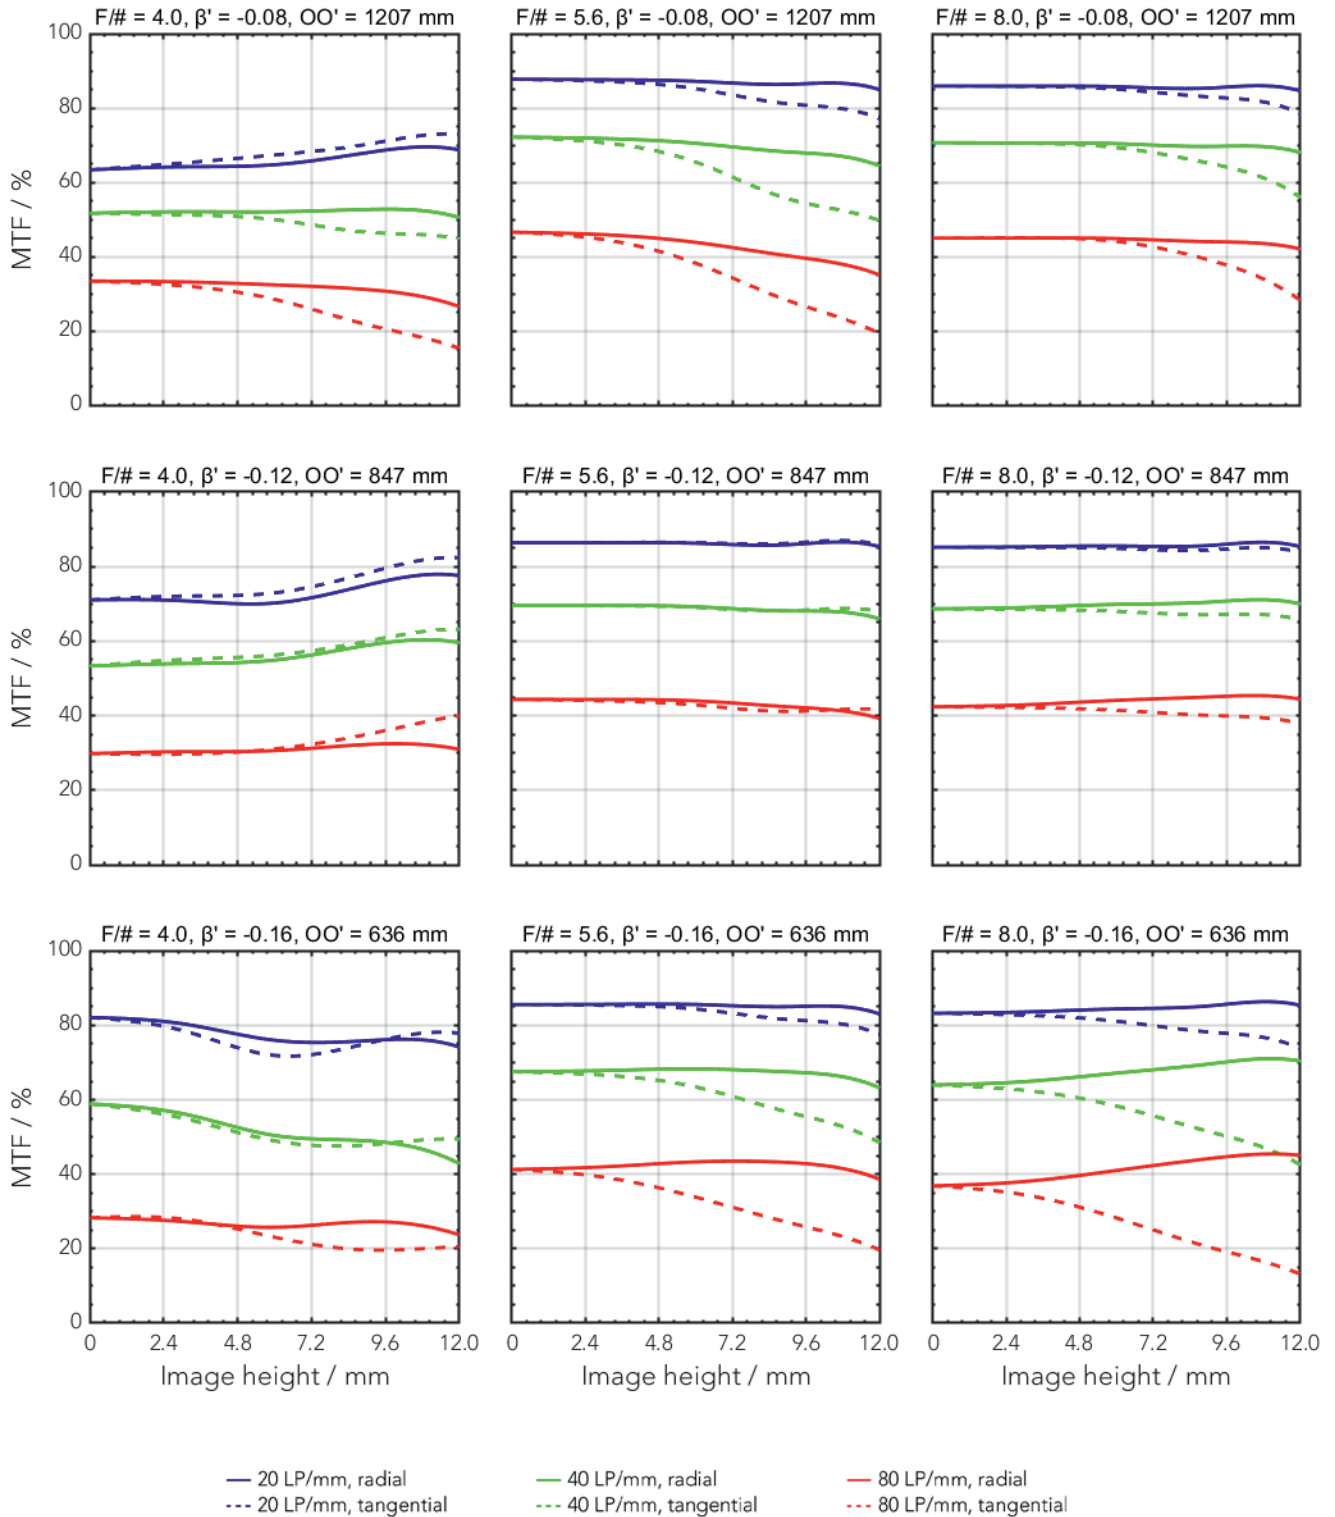 F/# = 4.0, β' = -0.08, OO' = 1207 mm
F/# = 5.6, β' = -0.08, OO' = 1207 mm
F/# = 8.0, β' = -0.08, OO' = 1207 mm
100
80
60
40
20
0
MTF / %
F/# = 4.0, β' = -0.12, OO' = 847 mm
F/# = 5.6, β' = -0.12, OO' = 847 mm
F/# = 8.0, β' = -0.12, OO' = 847 mm
100
80
60
40
20
0
MTF / %
F/# = 4.0, β' = -0.16, OO' = 636 mm
F/# = 5.6, β' = -0.16, OO' = 636 mm
F/# = 8.0, β' = -0.16, OO' = 636 mm
100
80
60
40
20
0
MTF / %
0 2.4 4.8 7.2 9.6 12.0
0 2.4 4.8 7.2 9.6 12.0
0 2.4 4.8 7.2 9.6 12.0
Image height / mm
Image height / mm
Image height / mm
20 LP/mm, radial
40 LP/mm, radial
80 LP/mm, radial
20 LP/mm, tangential
40 LP/mm, tangential
80 LP/mm, tangential